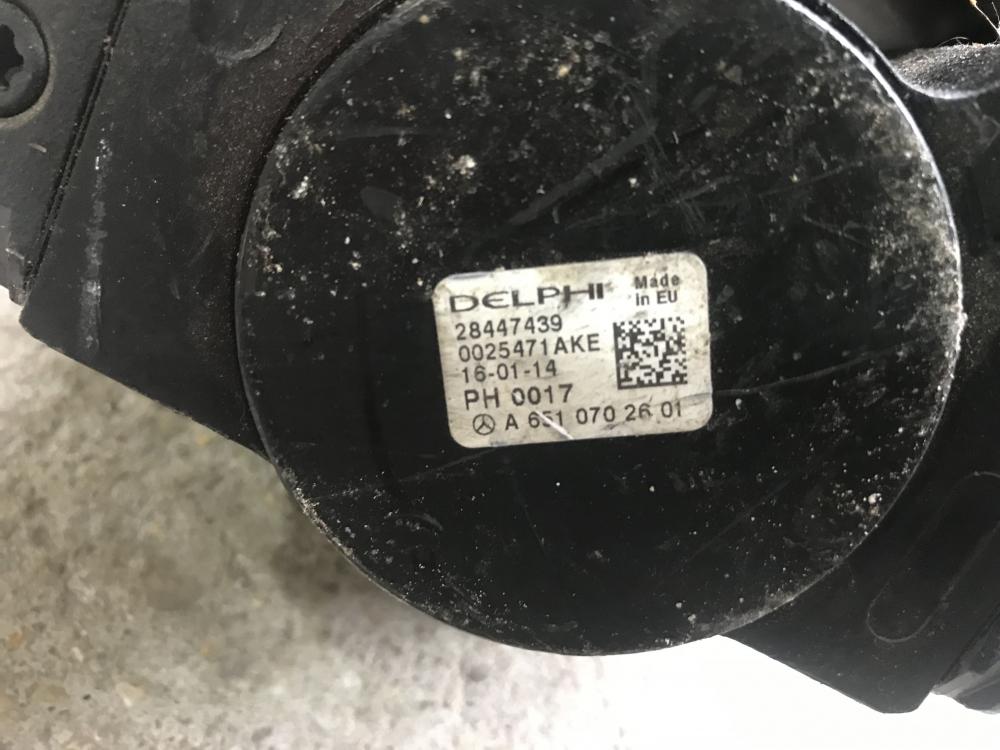 DELPHI
Made
in EU
28447439
0025471AKE
16-01-14
PH 0017
A 651 070 26 01